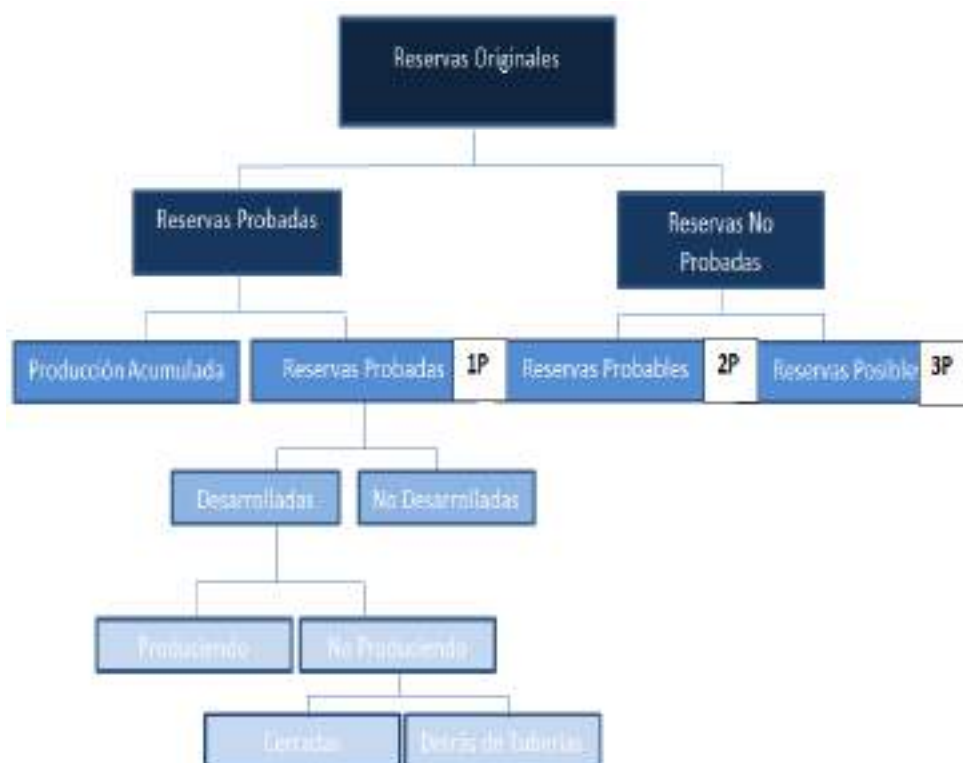 Reservas Originales
Reservas Probadas
Reservas No
Probadas
Producción Acumulada
Reservas Probadas
1P
Reservas Probables
2P
Reservas Posibles
3P
Desarrolladas
No Desarrolladas
Produciendo
No Produciendo
Cerradas
Detrás de Tuberías